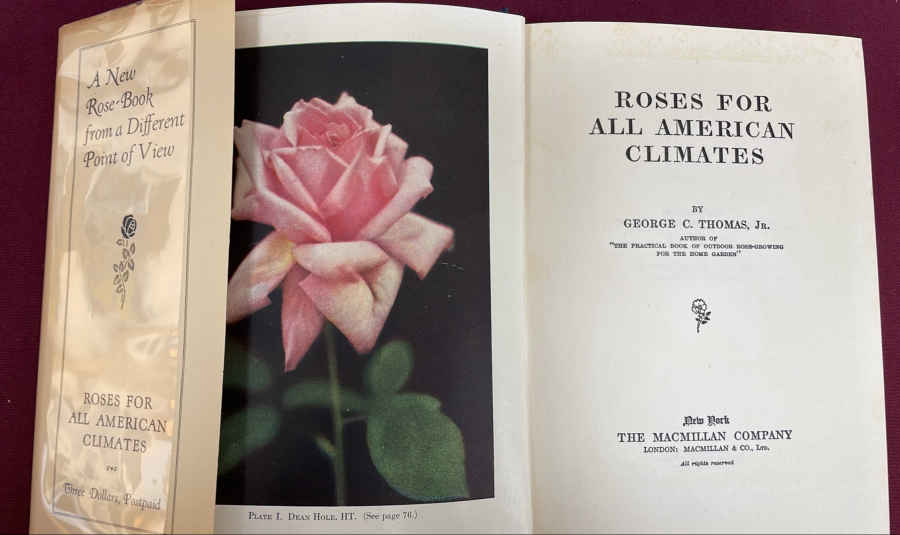 A New
Rose-Book
from a Different
Point of View
ROSES FOR
ALL AMERICAN
CLIMATES
Three Dollars, Postpaid
PLATE I. DEAN HOLE, HT. (See page 76.)
ROSES FOR
ALL AMERICAN
CLIMATES
BY
GEORGE C. THOMAS, JR.
AUTHOR OF
"THE PRACTICAL BOOK OF OUTDOOR ROSE-GROWING
FOR THE HOME GARDEN"
New York
THE MACMILLAN COMPANY
LONDON: MACMILLAN & CO., LTD.
All rights reserved